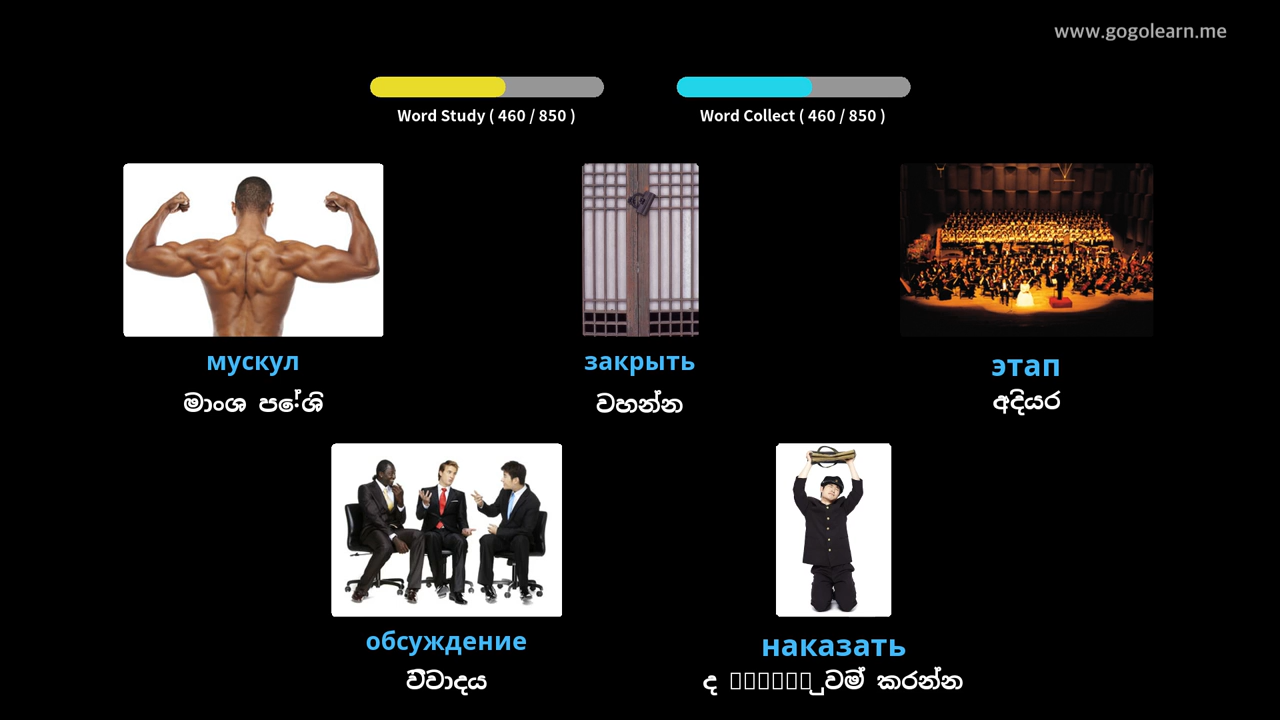 www.gogolearn.me
Word Study ( 460 / 850 )
Word Collect ( 460 / 850 )
мускул
මාංශ පේශි
закрыть
වහන්න
этап
අදියර
обсуждение
විවාදය
наказать
ද වම් කරන්න